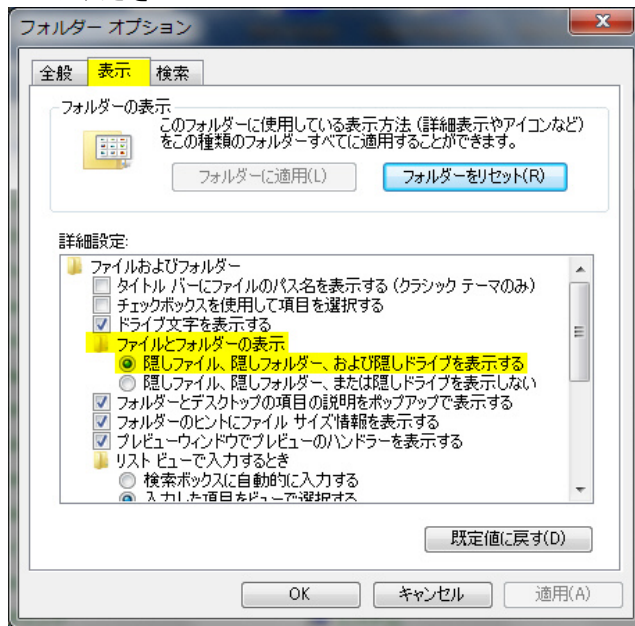 フォルダー オプション
全般 表示 検索
フォルダーの表示
このフォルダーに使用している表示方法 (詳細表示やアイコンなど)
をこの種類のフォルダーすべてに適用することができます。
フォルダーに適用(L) フォルダーをリセット(R)
詳細設定:
ファイルおよびフォルダー
タイトル バーにファイルのパス名を表示する (クラシック テーマのみ)
チェックボックスを使用して項目を選択する
ドライブ文字を表示する
ファイルとフォルダーの表示
隠しファイル、隠しフォルダー、および隠しドライブを表示する
隠しファイル、隠しフォルダー、または隠しドライブを表示しない
フォルダーとデスクトップの項目の説明をポップアップで表示する
フォルダーのヒントにファイル サイズ情報を表示する
プレビューウィンドウでプレビューのハンドラーを表示する
リスト ビューで入力するとき
検索ボックスに自動的に入力する
入力した項目をビューで選択する
既定値に戻す(D)
OK キャンセル 適用(A)